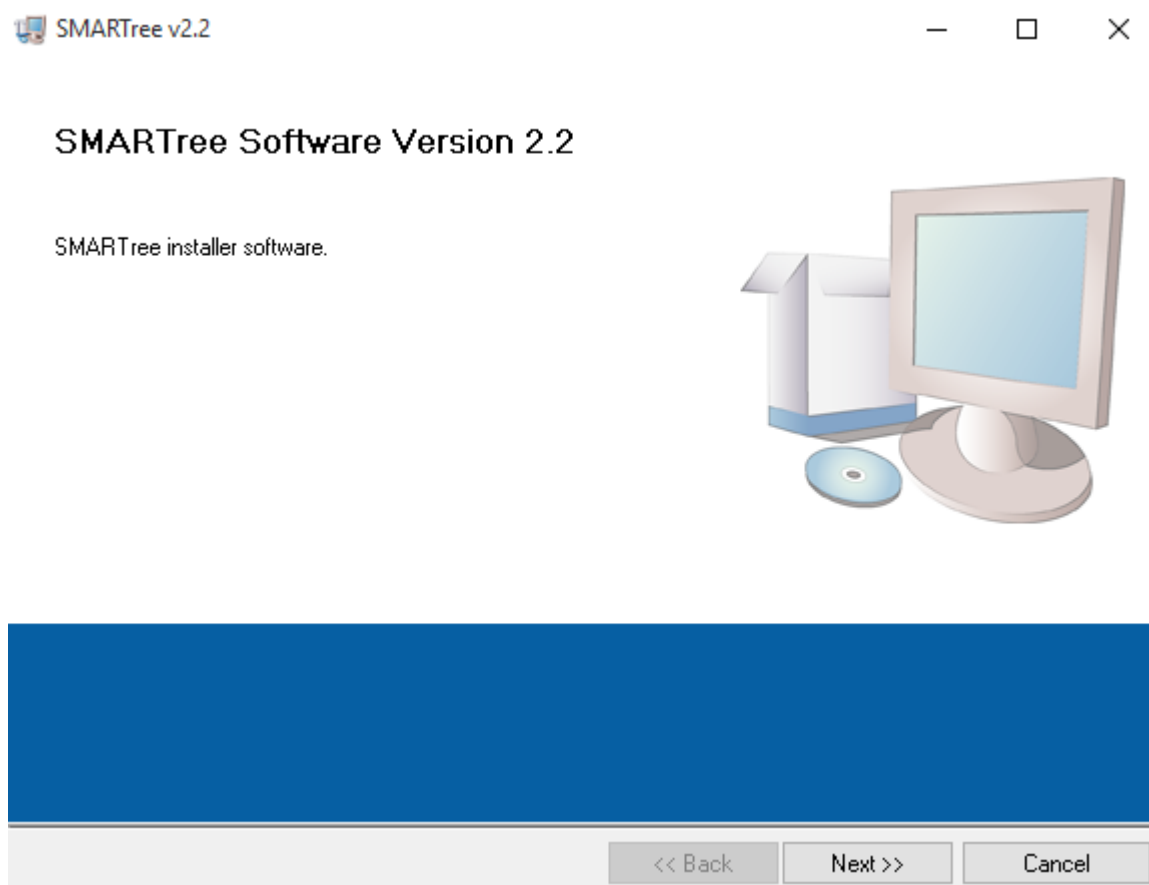 SMARTree v2.2
SMARTree Software Version 2.2
SMARTree installer software.
<< Back
Next >>
Cancel